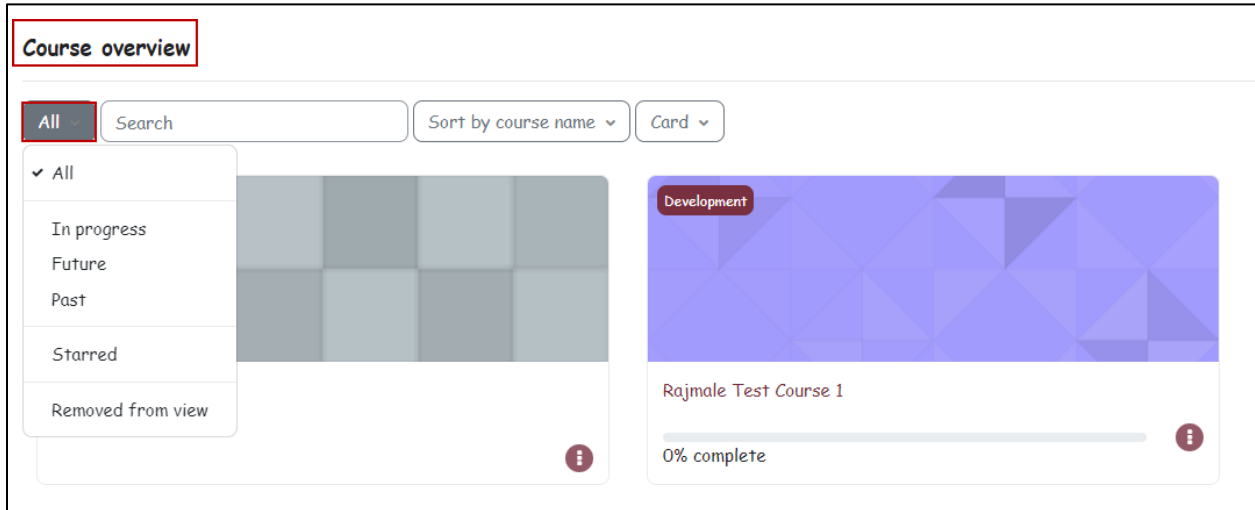 Course overview
All Search Sort by course name Card
All
In progress
Future
Past
Starred
Removed from view
Development
Rajmale Test Course 1
0% complete